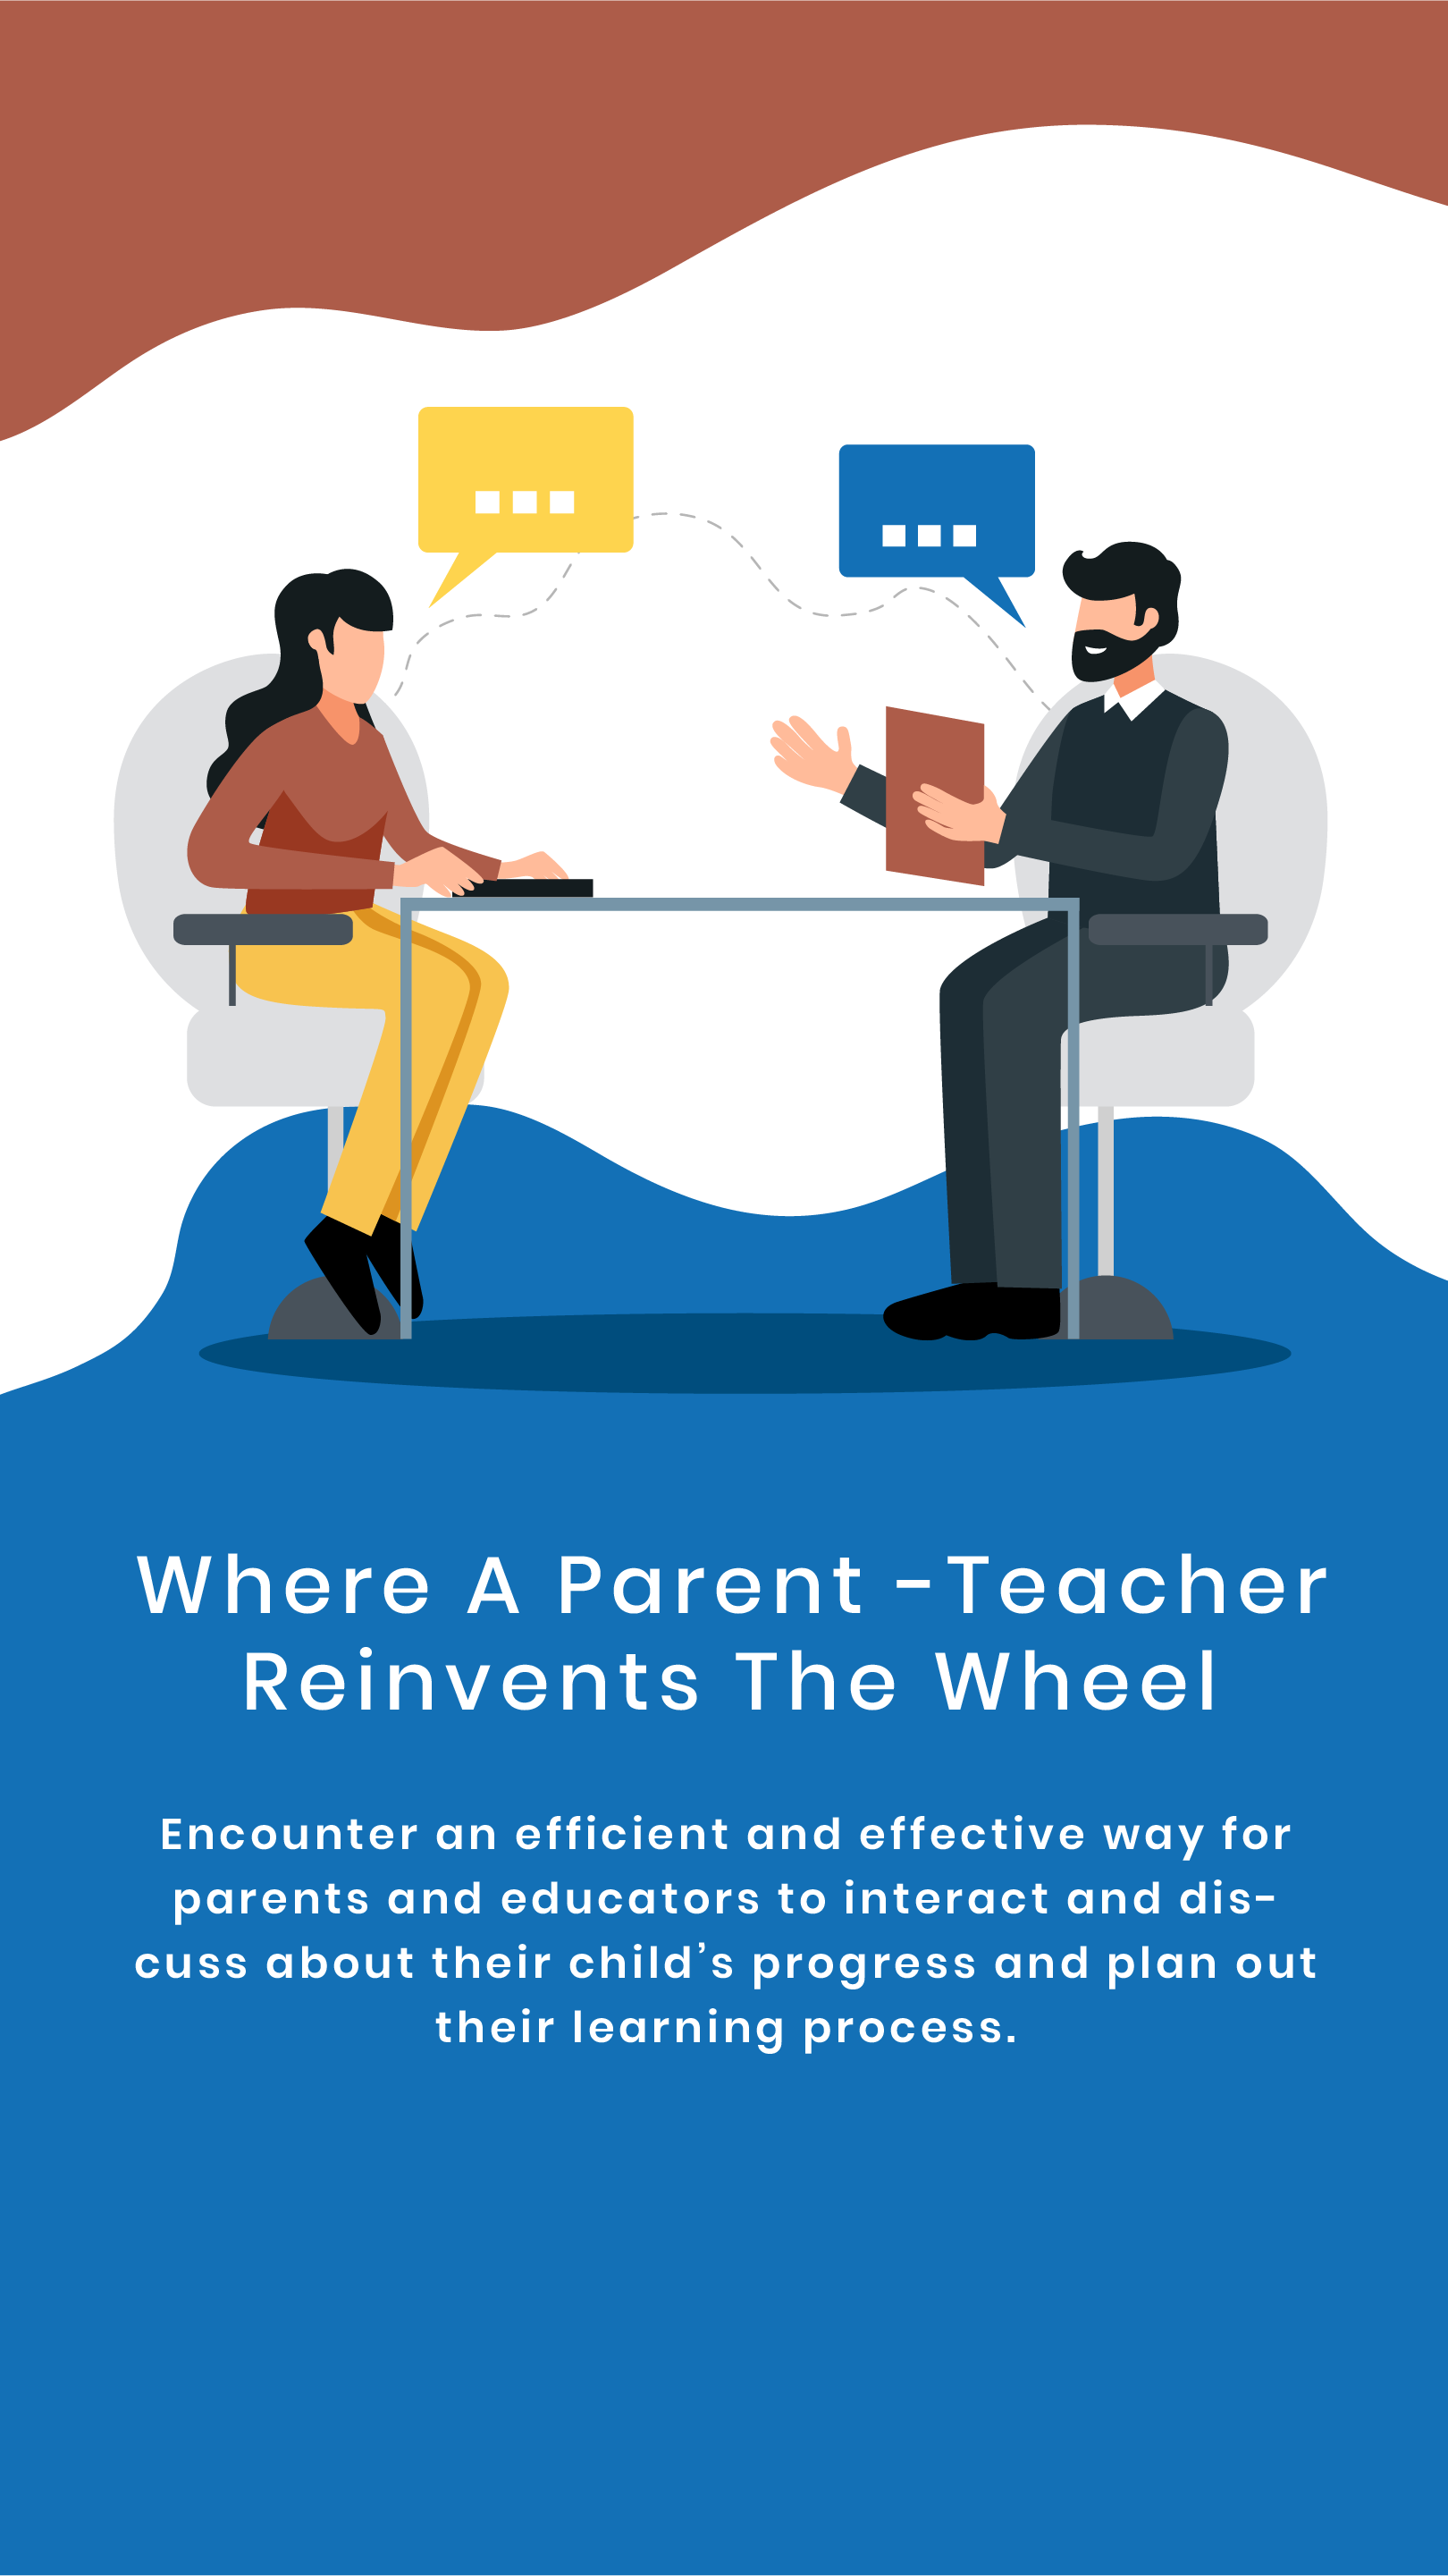 Where A Parent -Teacher
Reinvents The Wheel
Encounter an efficient and effective way for
parents and educators to interact and dis-
cuss about their child’s progress and plan out
their learning process.